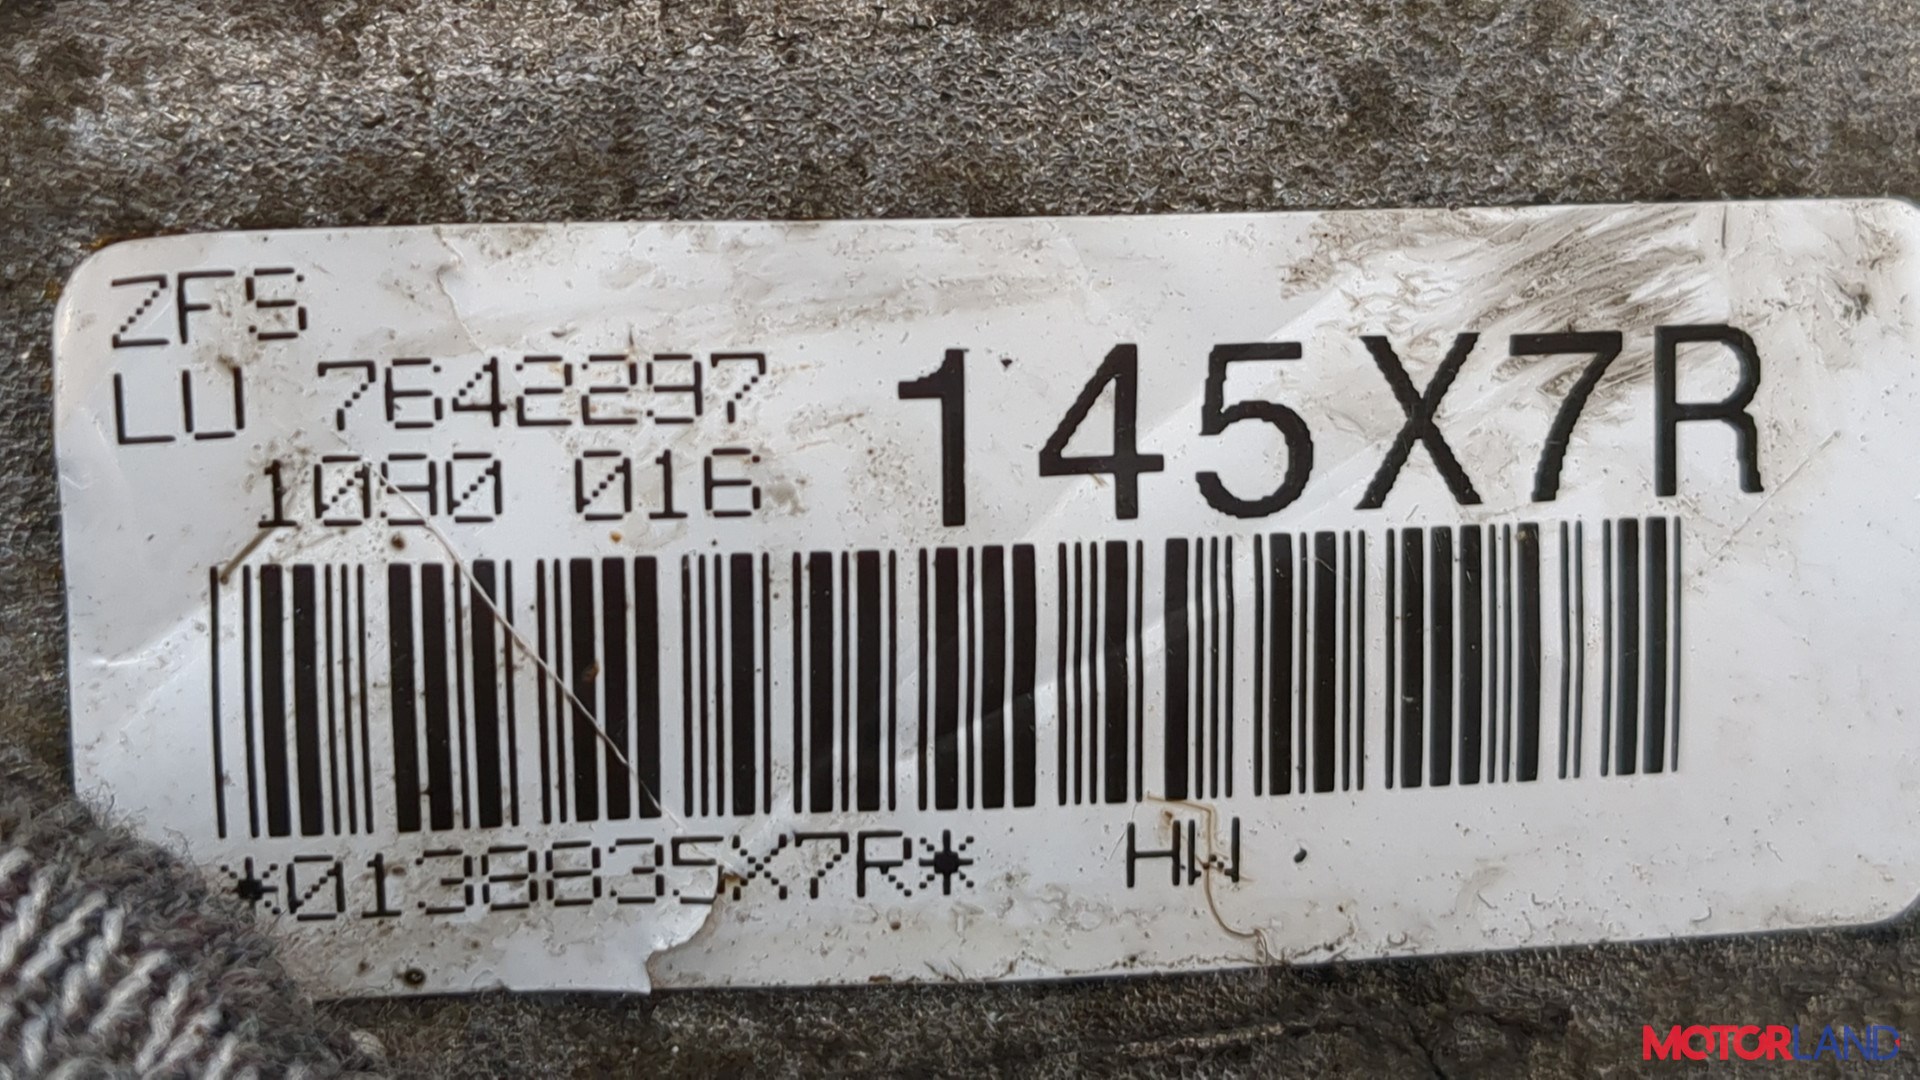 ZFS
LU 7642297
1090 016
145X7R
*0138835X7R* HW
MOTORLAND